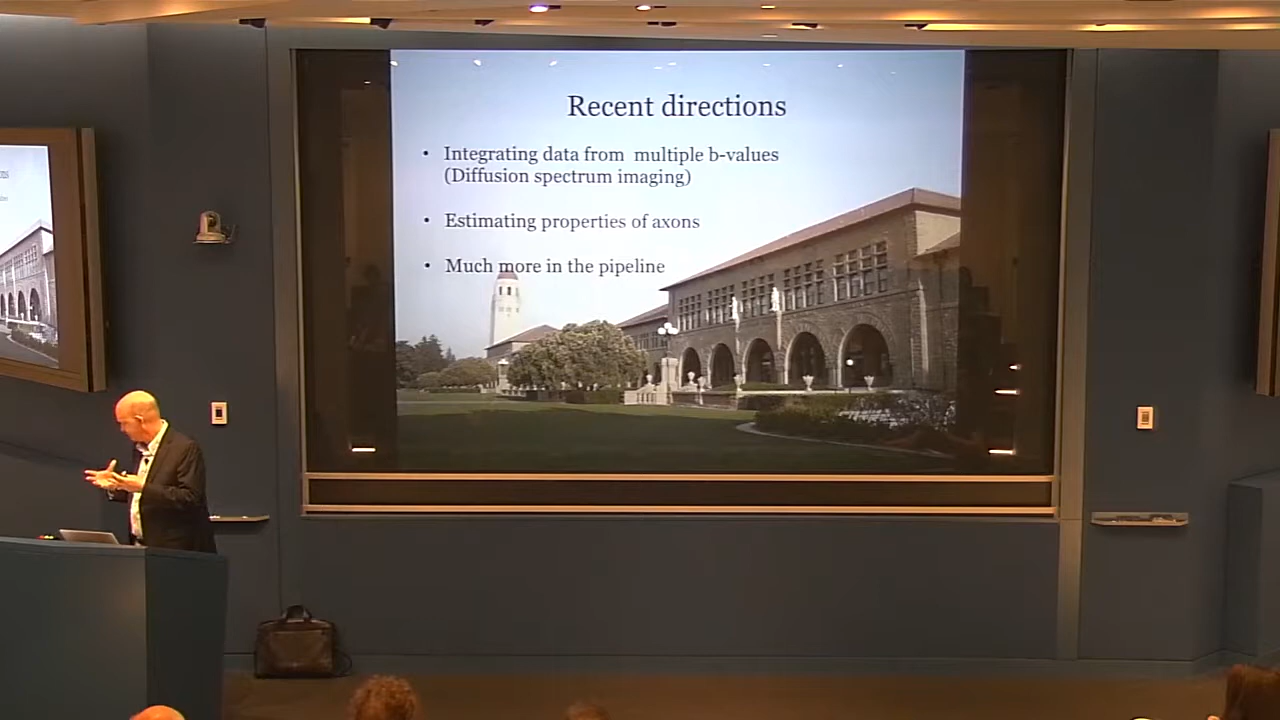 Recent directions
• Integrating data from multiple b-values
(Diffusion spectrum imaging)
• Estimating properties of axons
• Much more in the pipeline